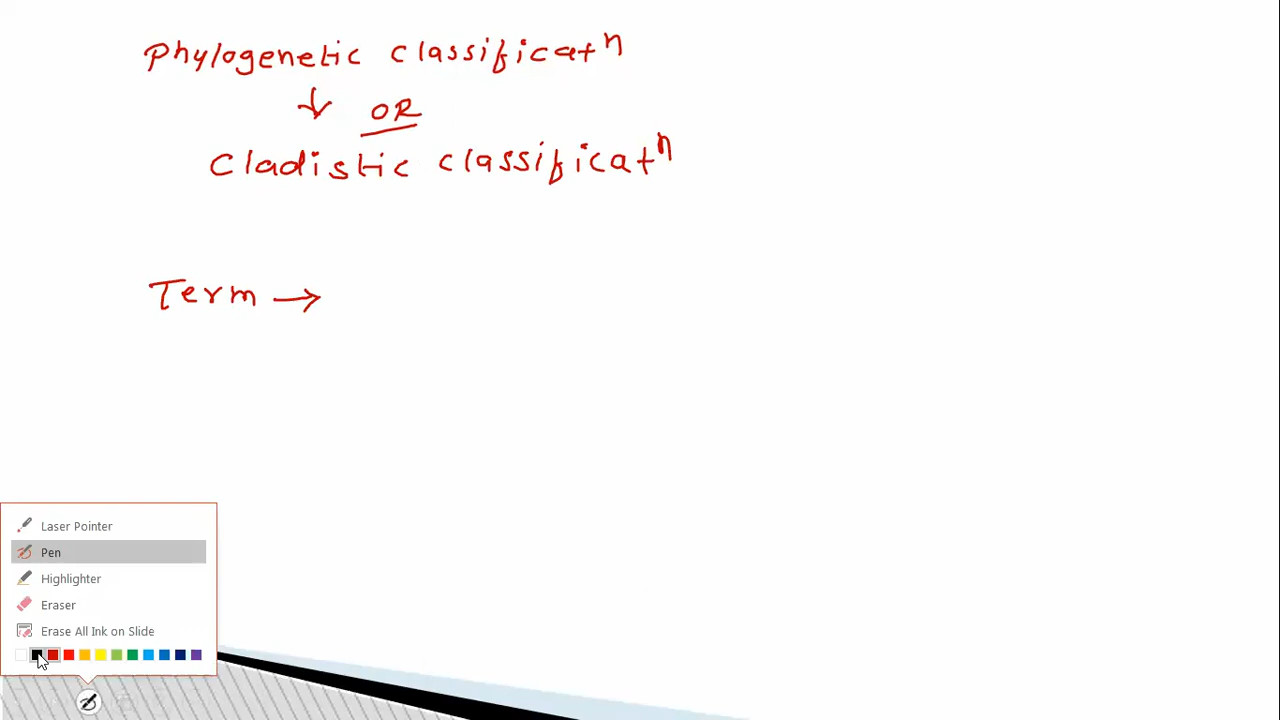 Phylogenetic classificatⁿ
↓ OR
Cladistic classificatⁿ
Term →
Laser Pointer
Pen
Highlighter
Eraser
Erase All Ink on Slide